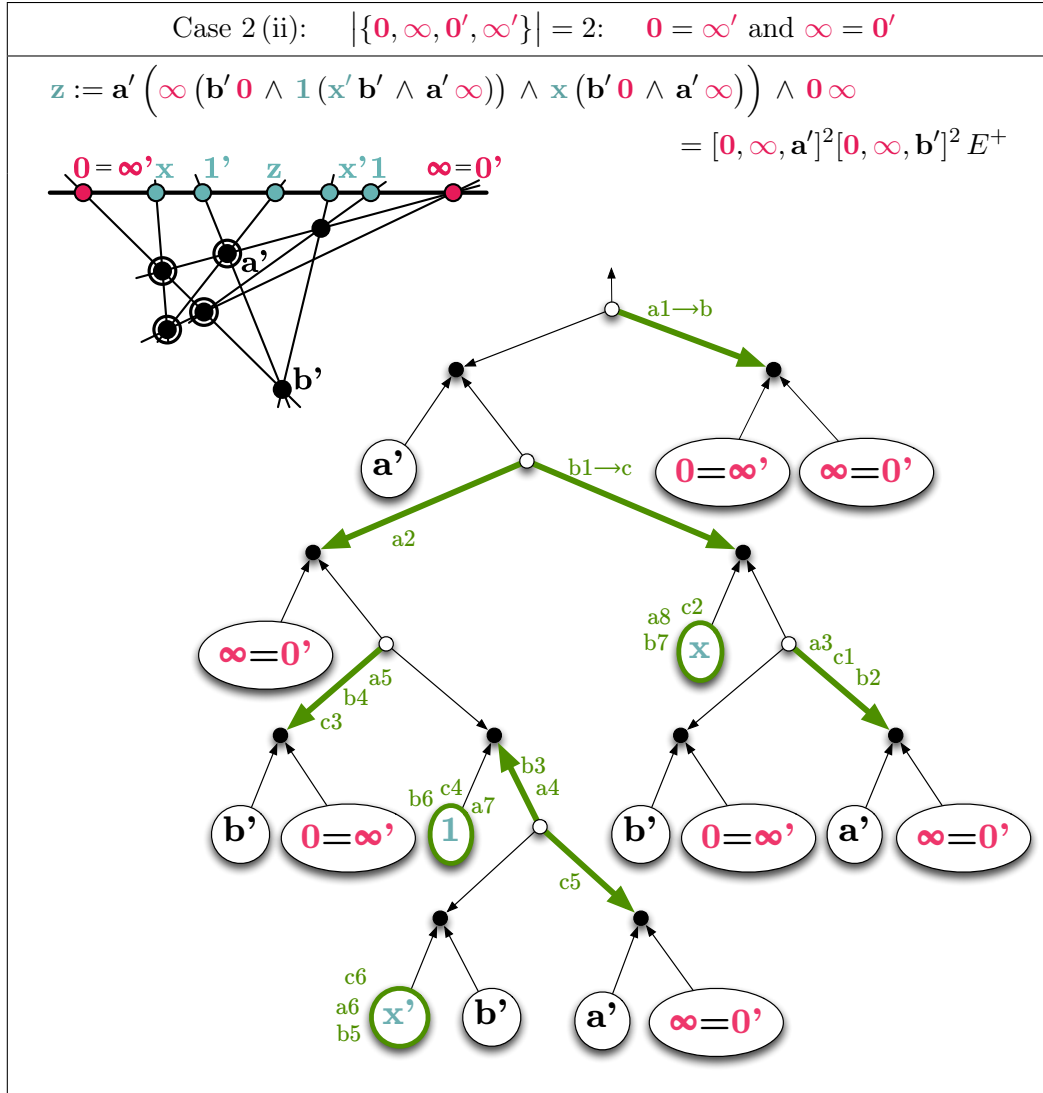 Case 2 (ii): |{0, ∞, 0′, ∞′}| = 2: 0 = ∞′ and ∞ = 0′
z := a′ (∞ (b′ 0 ∧ 1 (x′ b′ ∧ a′ ∞)) ∧ x (b′ 0 ∧ a′ ∞)) ∧ 0 ∞
= [0, ∞, a′]²[0, ∞, b′]² E⁺
0 = ∞' x 1' z x' 1 ∞=0'
a'
b'
a1→b
a' 0=∞' ∞=0'
b1→c
a2
∞=0' a8 c2
b7 x
a3 c1 b2
a5 b4 c3
b' 0=∞' b6 c4 a7 1
b3 a4
b' 0=∞' a' ∞=0'
c5
c6
a6 b5 x' b' a' ∞=0'